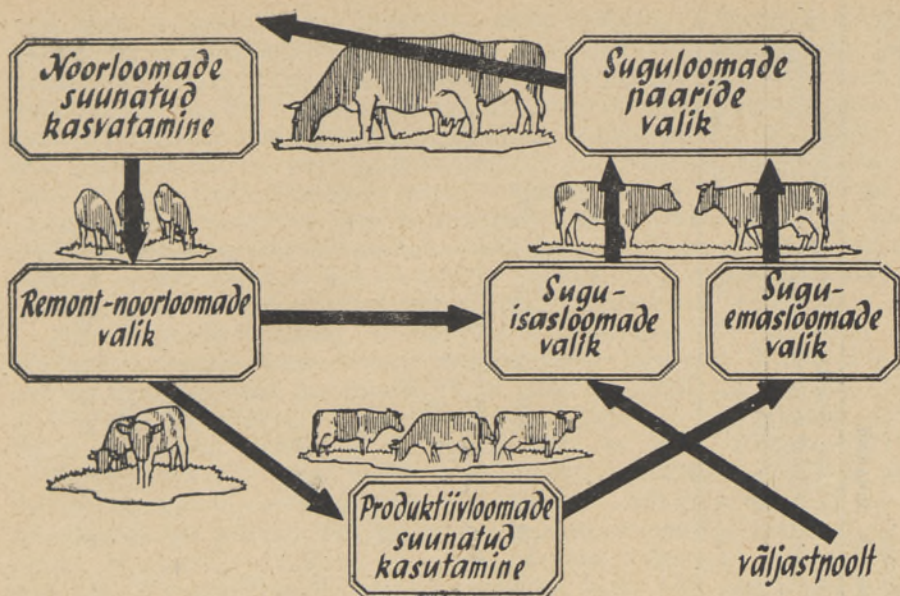 Noorloomade
suunatud
kasvatamine
Suguloomade
paaride
valik
Remont-noorloomade
valik
Sugu-
isasloomade
valik
Sugu-
emasloomade
valik
Produktiivloomade
suunatud
kasutamine
väljastpoolt